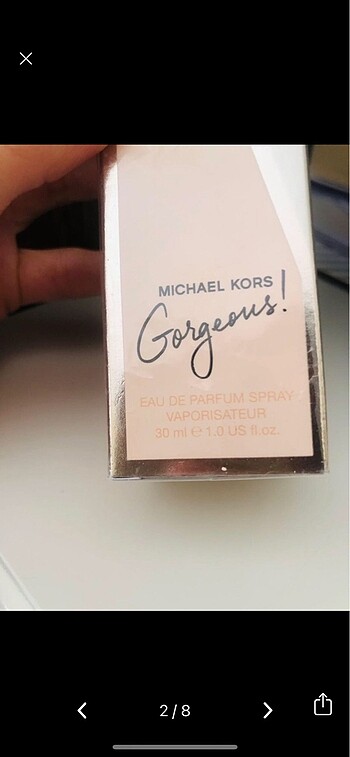 MICHAEL KORS
Gorgeous!
EAU DE PARFUM SPRAY
VAPORISATEUR
30 ml ℮ 1.0 US fl.oz.
2/8